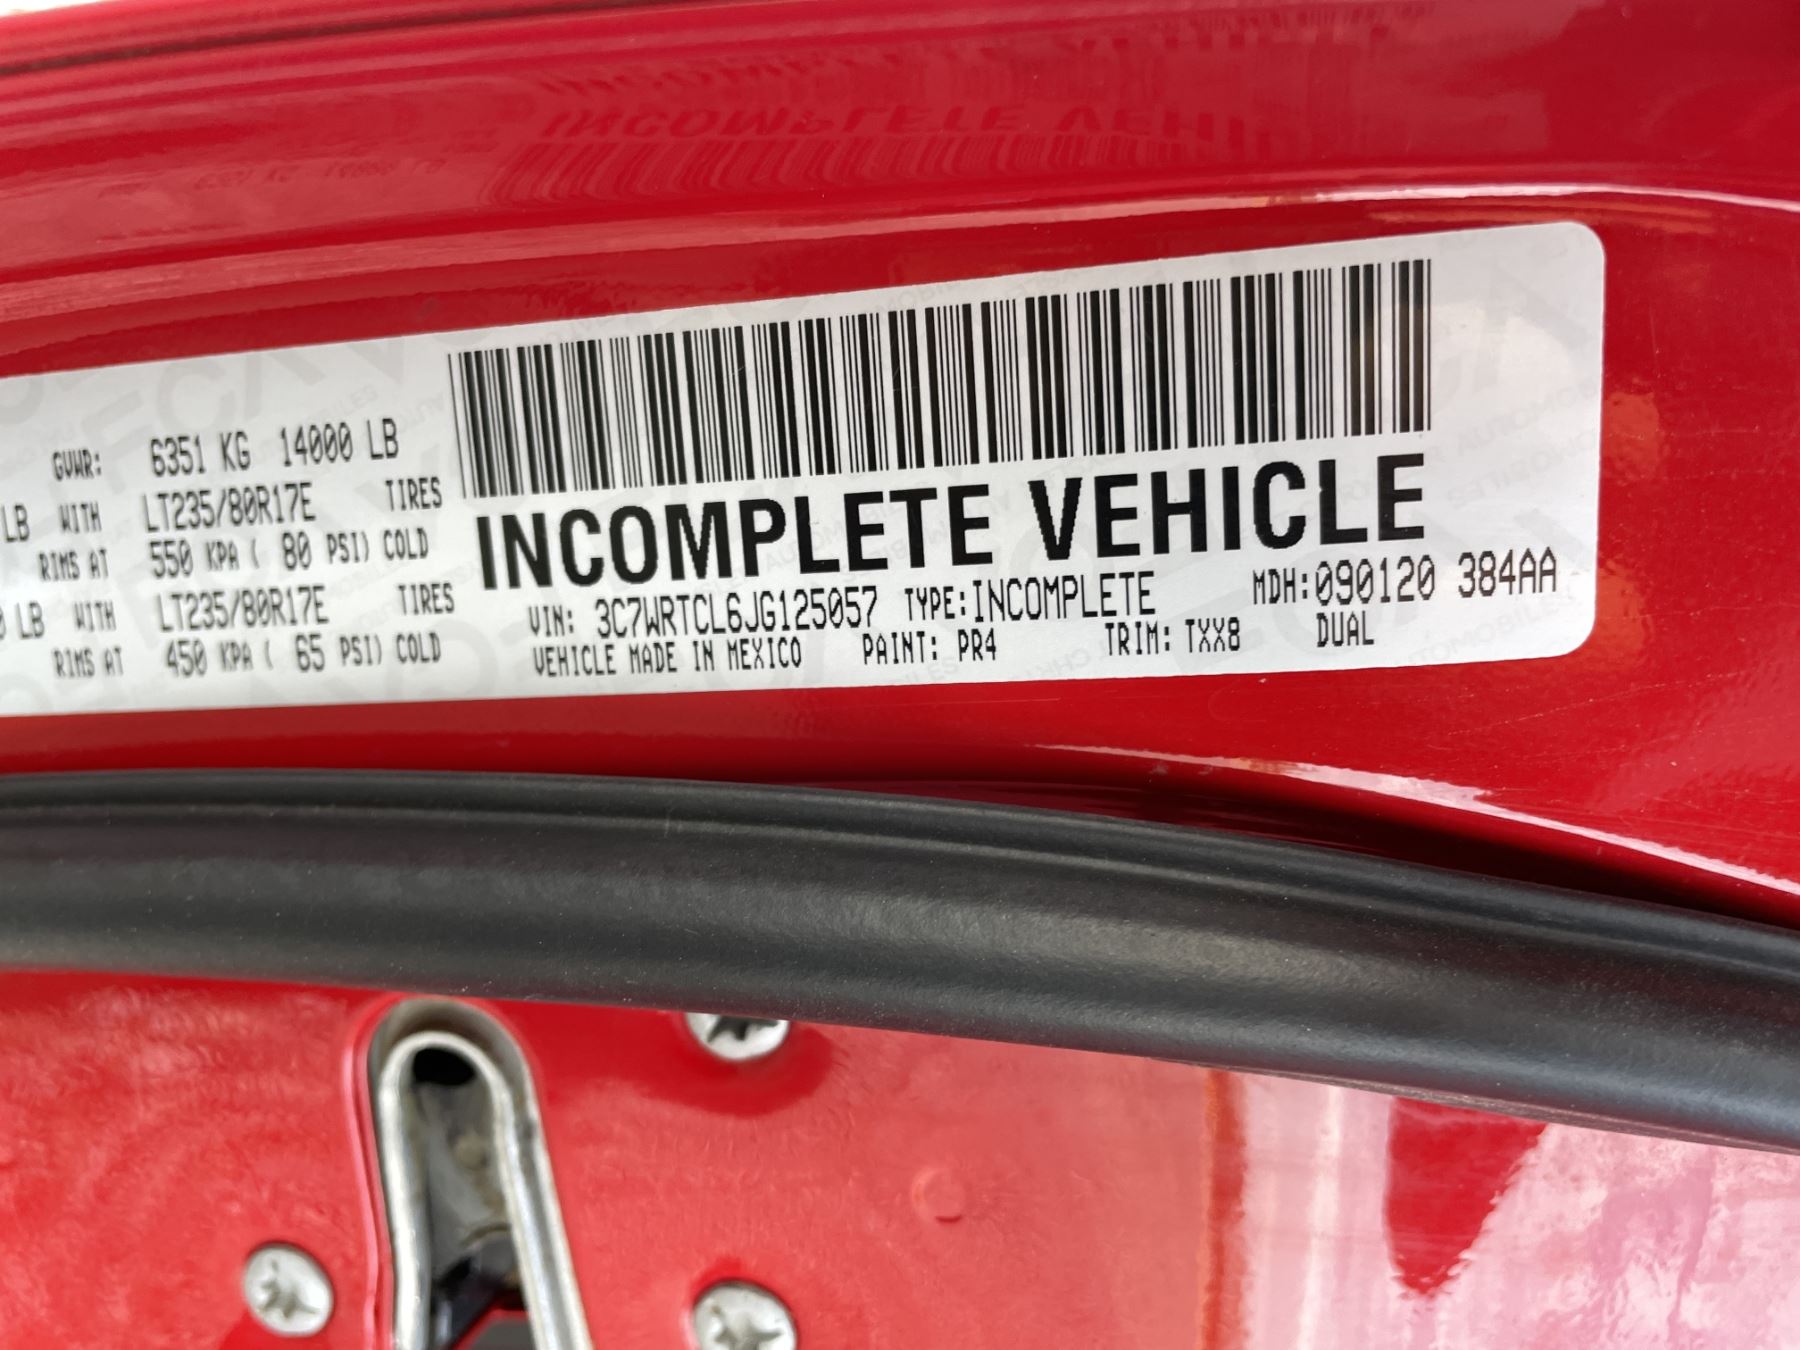 GVWR: 6351 KG 14000 LB
LB WITH LT235/80R17E TIRES
RIMS AT 550 KPA ( 80 PSI) COLD
LB WITH LT235/80R17E TIRES
RIMS AT 450 KPA ( 65 PSI) COLD
INCOMPLETE VEHICLE
VIN: 3C7WRTCL6JG125057 TYPE: INCOMPLETE MDH: 090120 384AA
VEHICLE MADE IN MEXICO PAINT: PR4 TRIM: TXX8 DUAL